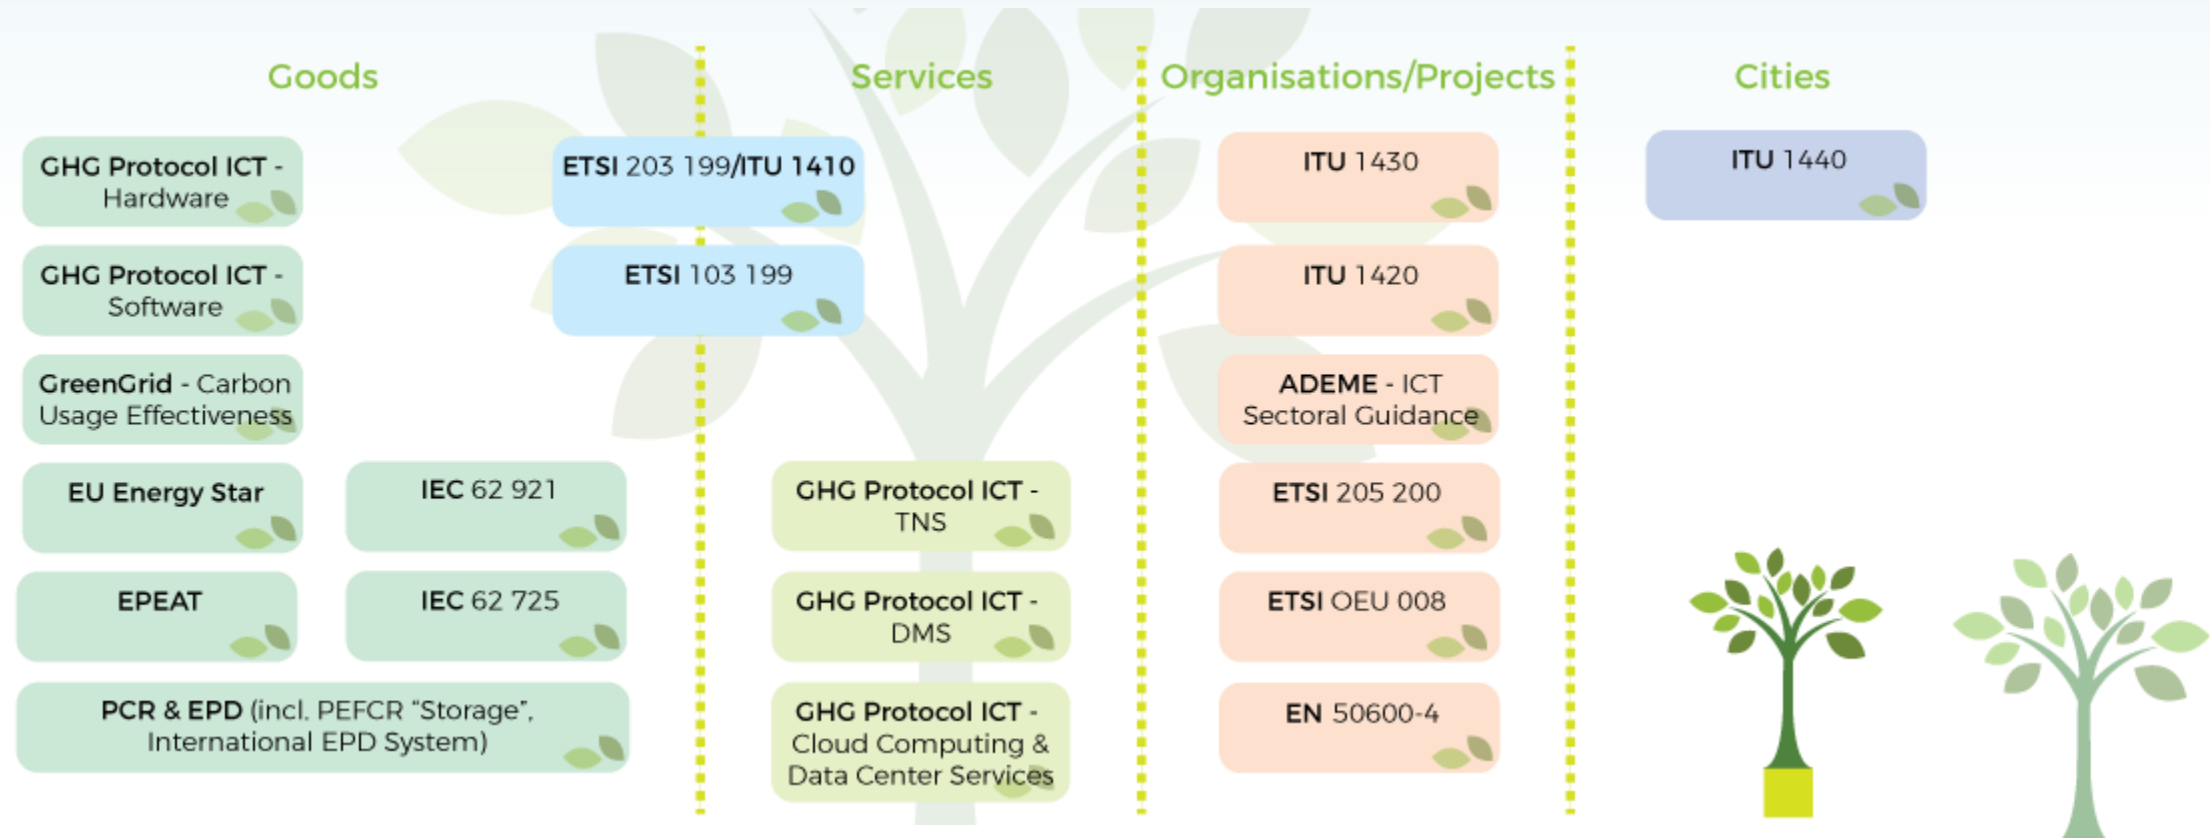 Goods
Services
Organisations/Projects
Cities
GHG Protocol ICT -
Hardware
GHG Protocol ICT -
Software
GreenGrid - Carbon
Usage Effectiveness
EU Energy Star
IEC 62 921
EPEAT
IEC 62 725
PCR & EPD (incl. PEFCR “Storage”,
International EPD System)
ETSI 203 199/ITU 1410
ETSI 103 199
GHG Protocol ICT -
TNS
GHG Protocol ICT -
DMS
GHG Protocol ICT -
Cloud Computing &
Data Center Services
ITU 1430
ITU 1420
ADEME - ICT
Sectoral Guidance
ETSI 205 200
ETSI OEU 008
EN 50600-4
ITU 1440